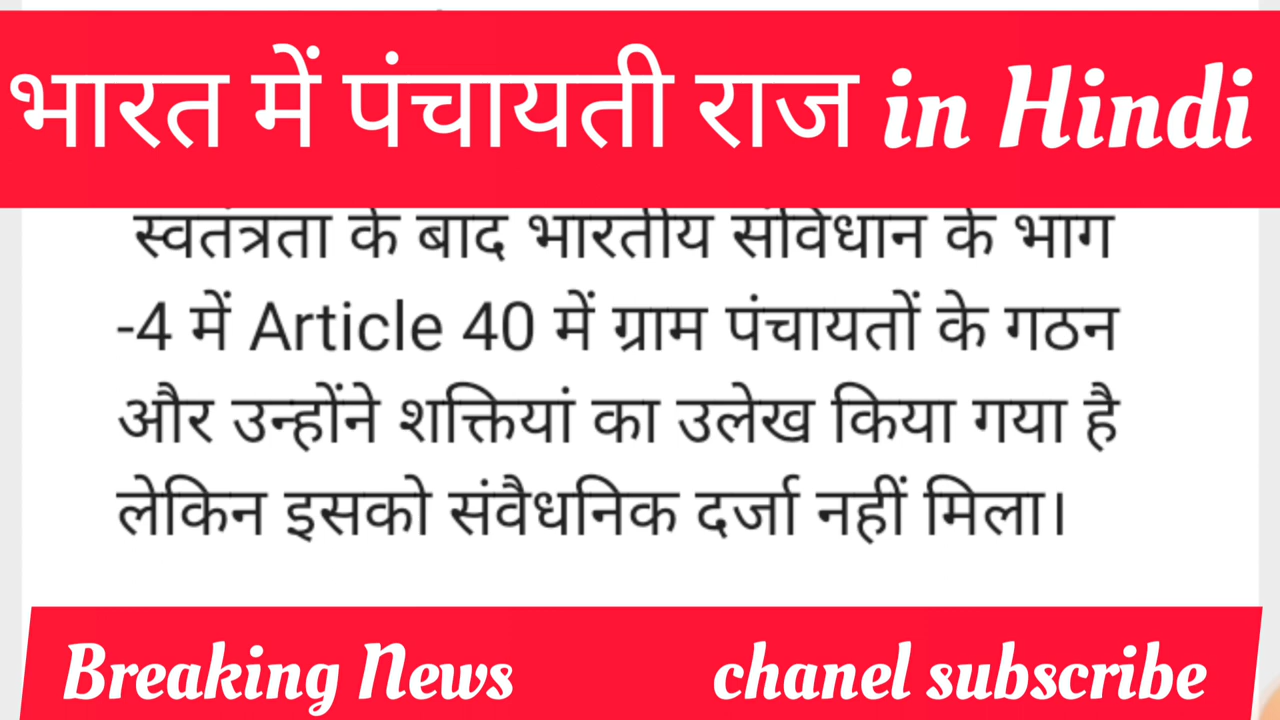 भारत में पंचायती राज in Hindi
स्वतंत्रता के बाद भारतीय संविधान के भाग
-4 में Article 40 में ग्राम पंचायतों के गठन
और उन्होंने शक्तियां का उलेख किया गया है
लेकिन इसको संवैधनिक दर्जा नहीं मिला।
Breaking News chanel subscribe